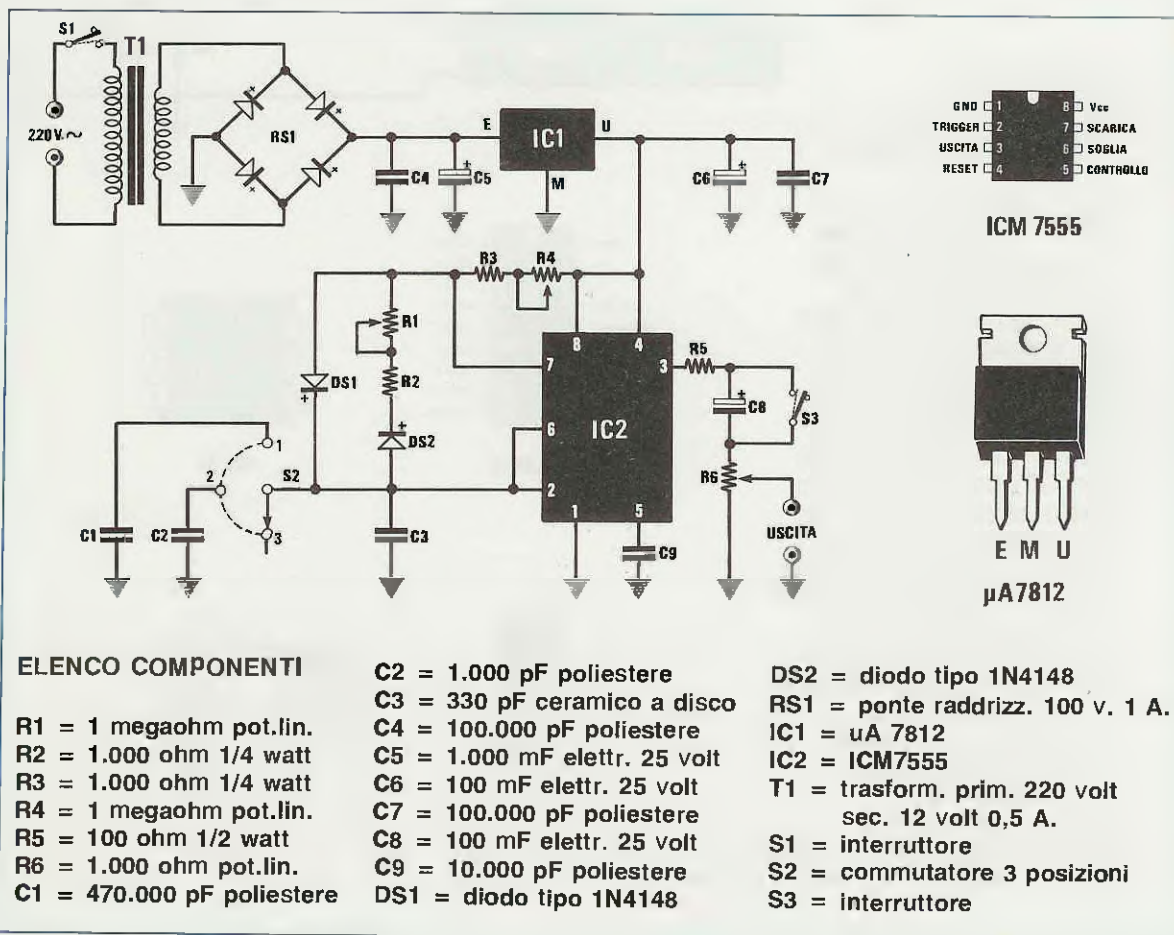 S1
T1
220V.~
RS1
E
IC1
U
M
C4
C5
C6
C7
GND 1
TRIGGER 2
USCITA 3
RESET 4
8 Vcc
7 SCARICA
6 SOGLIA
5 CONTROLLO
ICM 7555
R3
R4
R1
R2
DS1
DS2
8
4
7
3
6
2
1
5
IC2
R5
C8
S3
R6
USCITA
C9
1
2
S2
3
C1
C2
C3
+
+
+
+
+
+
+
+
+
E M U
µA7812
ELENCO COMPONENTI
R1 = 1 megaohm pot.lin.
R2 = 1.000 ohm 1/4 watt
R3 = 1.000 ohm 1/4 watt
R4 = 1 megaohm pot.lin.
R5 = 100 ohm 1/2 watt
R6 = 1.000 ohm pot.lin.
C1 = 470.000 pF poliestere
C2 = 1.000 pF poliestere
C3 = 330 pF ceramico a disco
C4 = 100.000 pF poliestere
C5 = 1.000 mF elettr. 25 volt
C6 = 100 mF elettr. 25 volt
C7 = 100.000 pF poliestere
C8 = 100 mF elettr. 25 volt
C9 = 10.000 pF poliestere
DS1 = diodo tipo 1N4148
DS2 = diodo tipo 1N4148
RS1 = ponte raddrizz. 100 v. 1 A.
IC1 = uA 7812
IC2 = ICM7555
T1 = trasform. prim. 220 volt
sec. 12 volt 0,5 A.
S1 = interruttore
S2 = commutatore 3 posizioni
S3 = interruttore